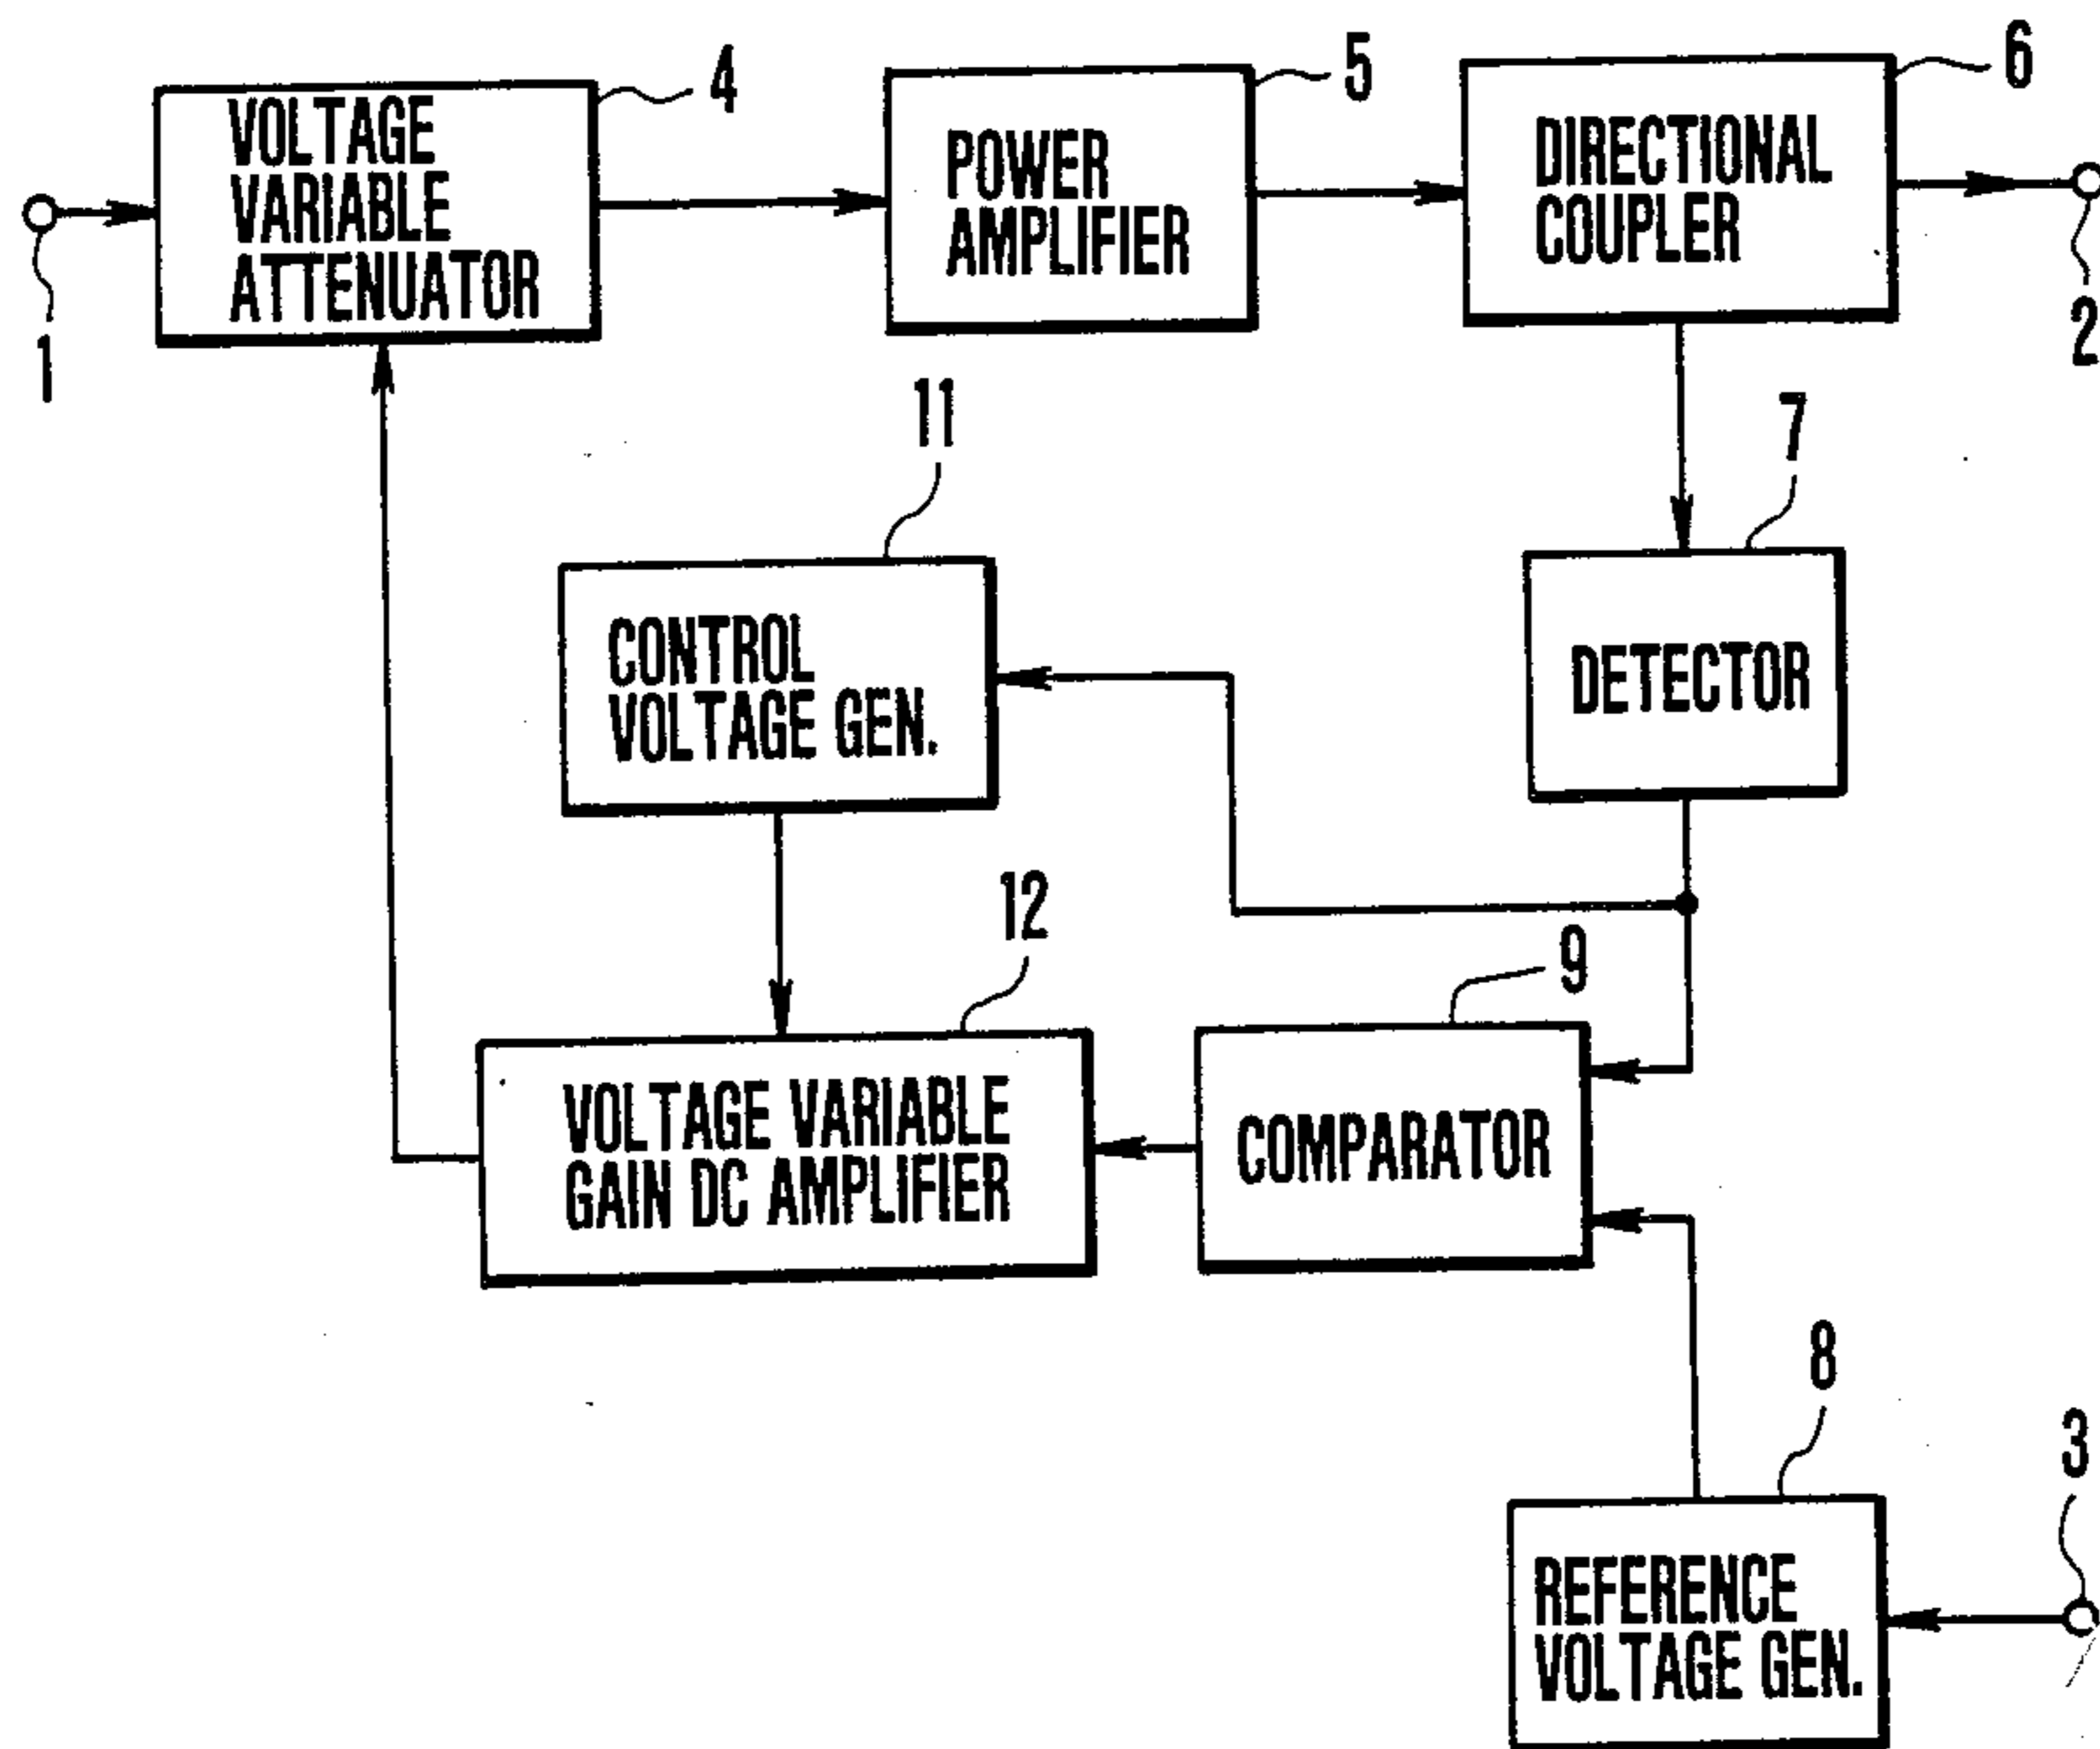 4
5
6
VOLTAGE
VARIABLE
ATTENUATOR
POWER
AMPLIFIER
DIRECTIONAL
COUPLER
1
2
11
7
CONTROL
VOLTAGE GEN.
DETECTOR
12
9
VOLTAGE VARIABLE
GAIN DC AMPLIFIER
COMPARATOR
8
3
REFERENCE
VOLTAGE GEN.